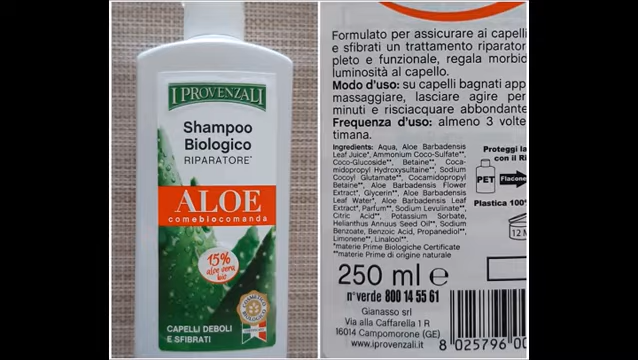 I PROVENZALI
Shampoo
Biologico
RIPARATORE*
ALOE
comebiocomanda
15%
aloe vera
bio
CAPELLI DEBOLI
E SFIBRATI
Formulato per assicurare ai capelli
e sfibrati un trattamento riparator
pleto e funzionale, regala morbid
luminosità al capello.
Modo d'uso: su capelli bagnati app
massaggiare, lasciare agire per
minuti e risciacquare abbondante
Frequenza d'uso: almeno 3 volte
timana.
Ingredients: Aqua, Aloe Barbadensis
Leaf Juice*, Ammonium Coco-Sulfate**,
Coco-Glucoside**, Betaine**, Coca-
midopropyl Hydroxysultaine**, Sodium
Cocoyl Glutamate**, Cocamidopropyl
Betaine**, Aloe Barbadensis Flower
Extract*, Glycerin**, Aloe Barbadensis
Leaf Water*, Aloe Barbadensis Leaf
Extract*, Parfum**, Sodium Levulinate**,
Citric Acid**, Potassium Sorbate,
Helianthus Annuus Seed Oil**, Sodium
Benzoate, Benzoic Acid, Propanediol**,
Limonene**, Linalool**.
*materie Prime Biologiche Certificate
**materie Prime di origine naturale
Proteggi la
con il Ri
PET
Flacone
Plastica 100%
12 M
250 ml e
n°verde 800 14 55 61
Gianasso srl
Via alla Caffarella 1 R
16014 Campomorone (GE)
www.iprovenzali.it
8 025796 00